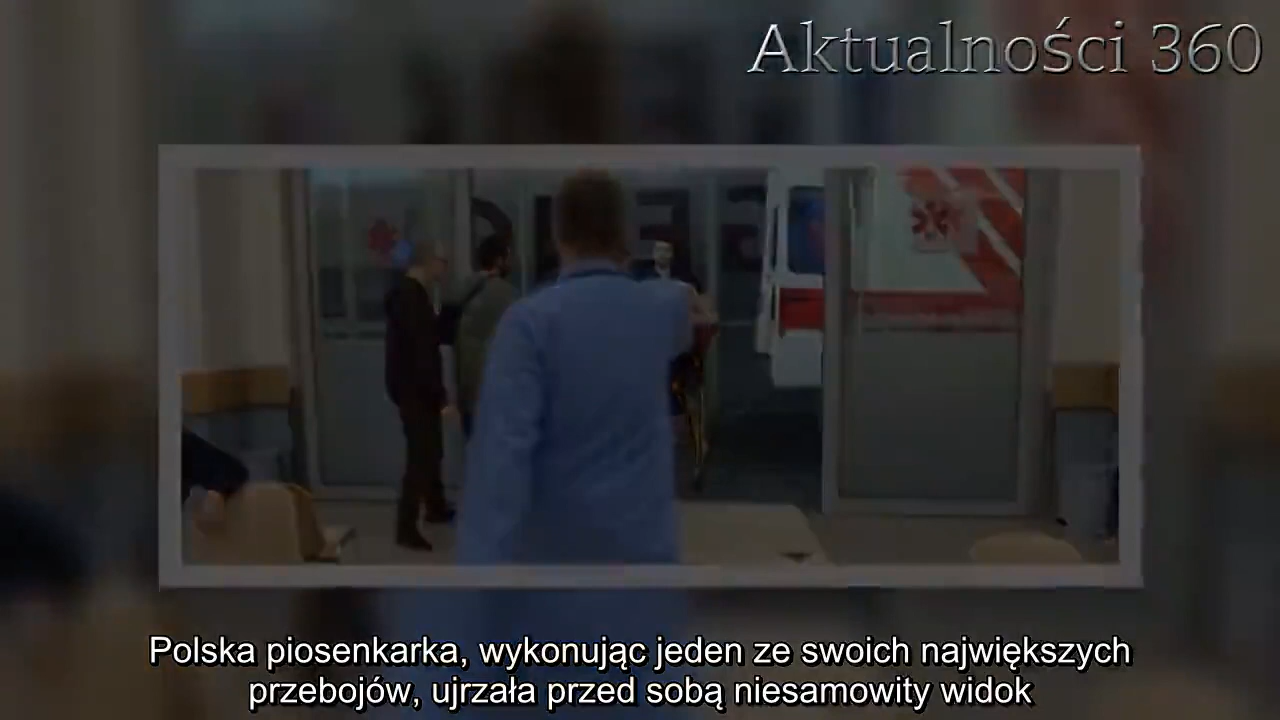 Aktualności 360
Polska piosenkarka, wykonując jeden ze swoich największych
przebojów, ujrzała przed sobą niesamowity widok